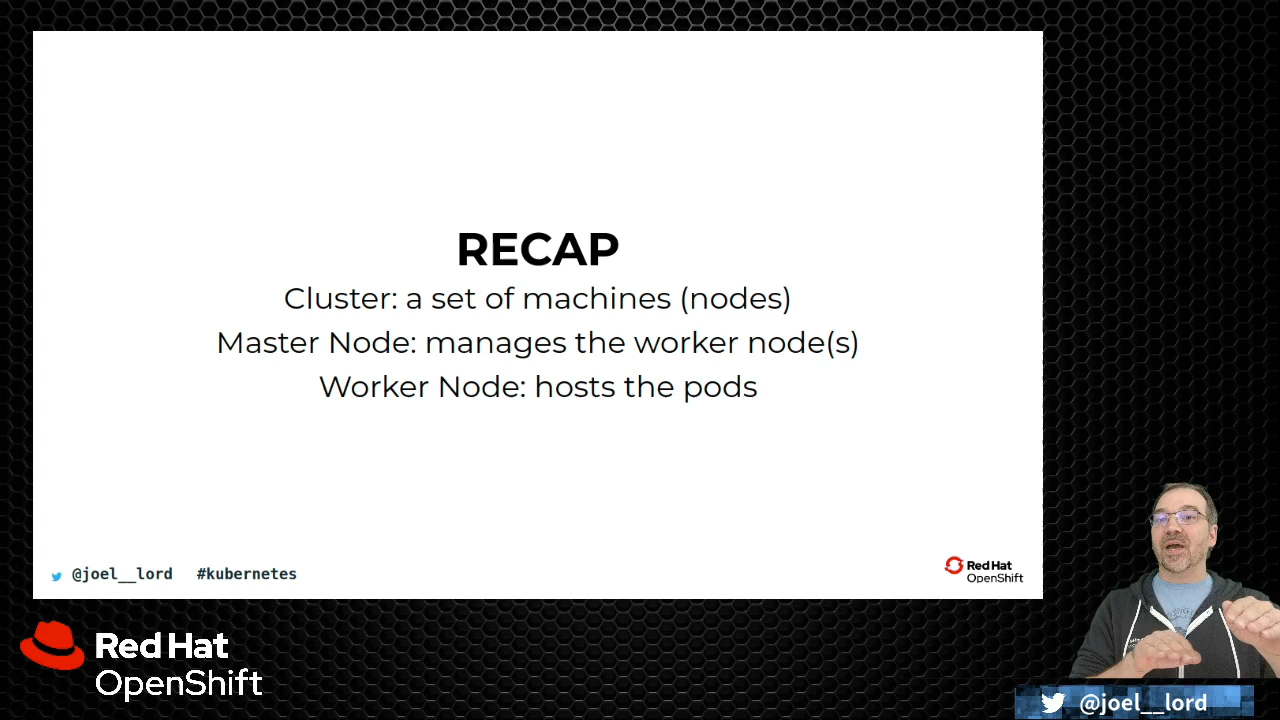 RECAP
Cluster: a set of machines (nodes)
Master Node: manages the worker node(s)
Worker Node: hosts the pods
@joel__lord #kubernetes
Red Hat
OpenShift
Red Hat
OpenShift
@joel__lord